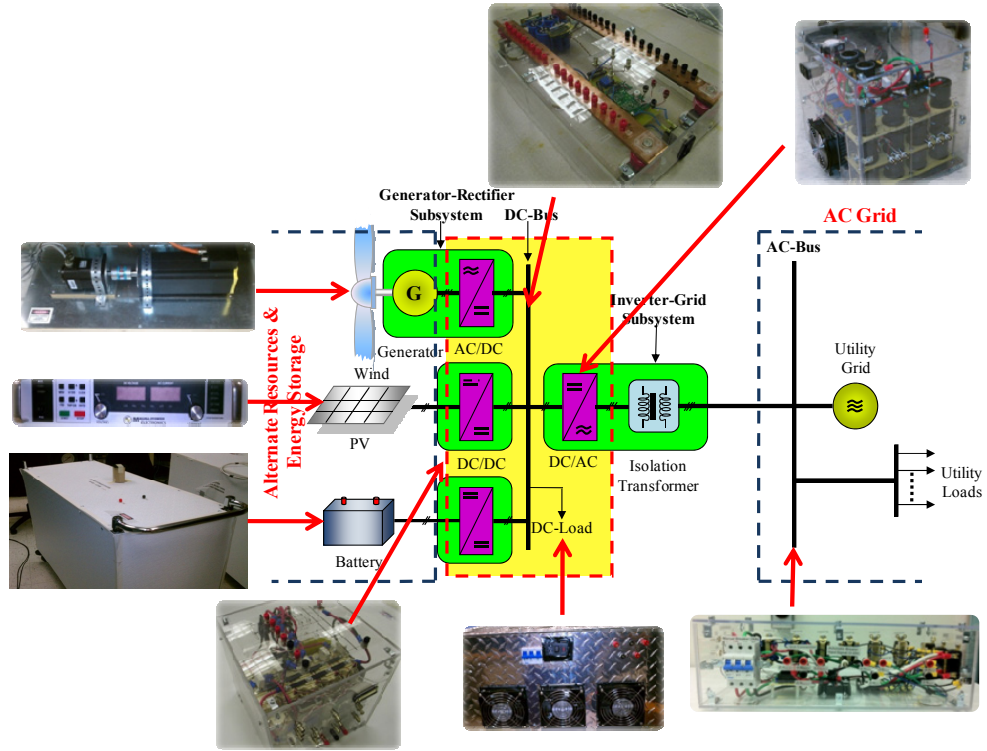 Generator-Rectifier
Subsystem
DC-Bus
AC Grid
AC-Bus
Inverter-Grid
Subsystem
G
Generator
AC/DC
Wind
Utility
Grid
Alternate Resources &
Energy Storage
PV
DC/DC
DC/AC
Isolation
Transformer
Utility
Loads
DC-Load
Battery